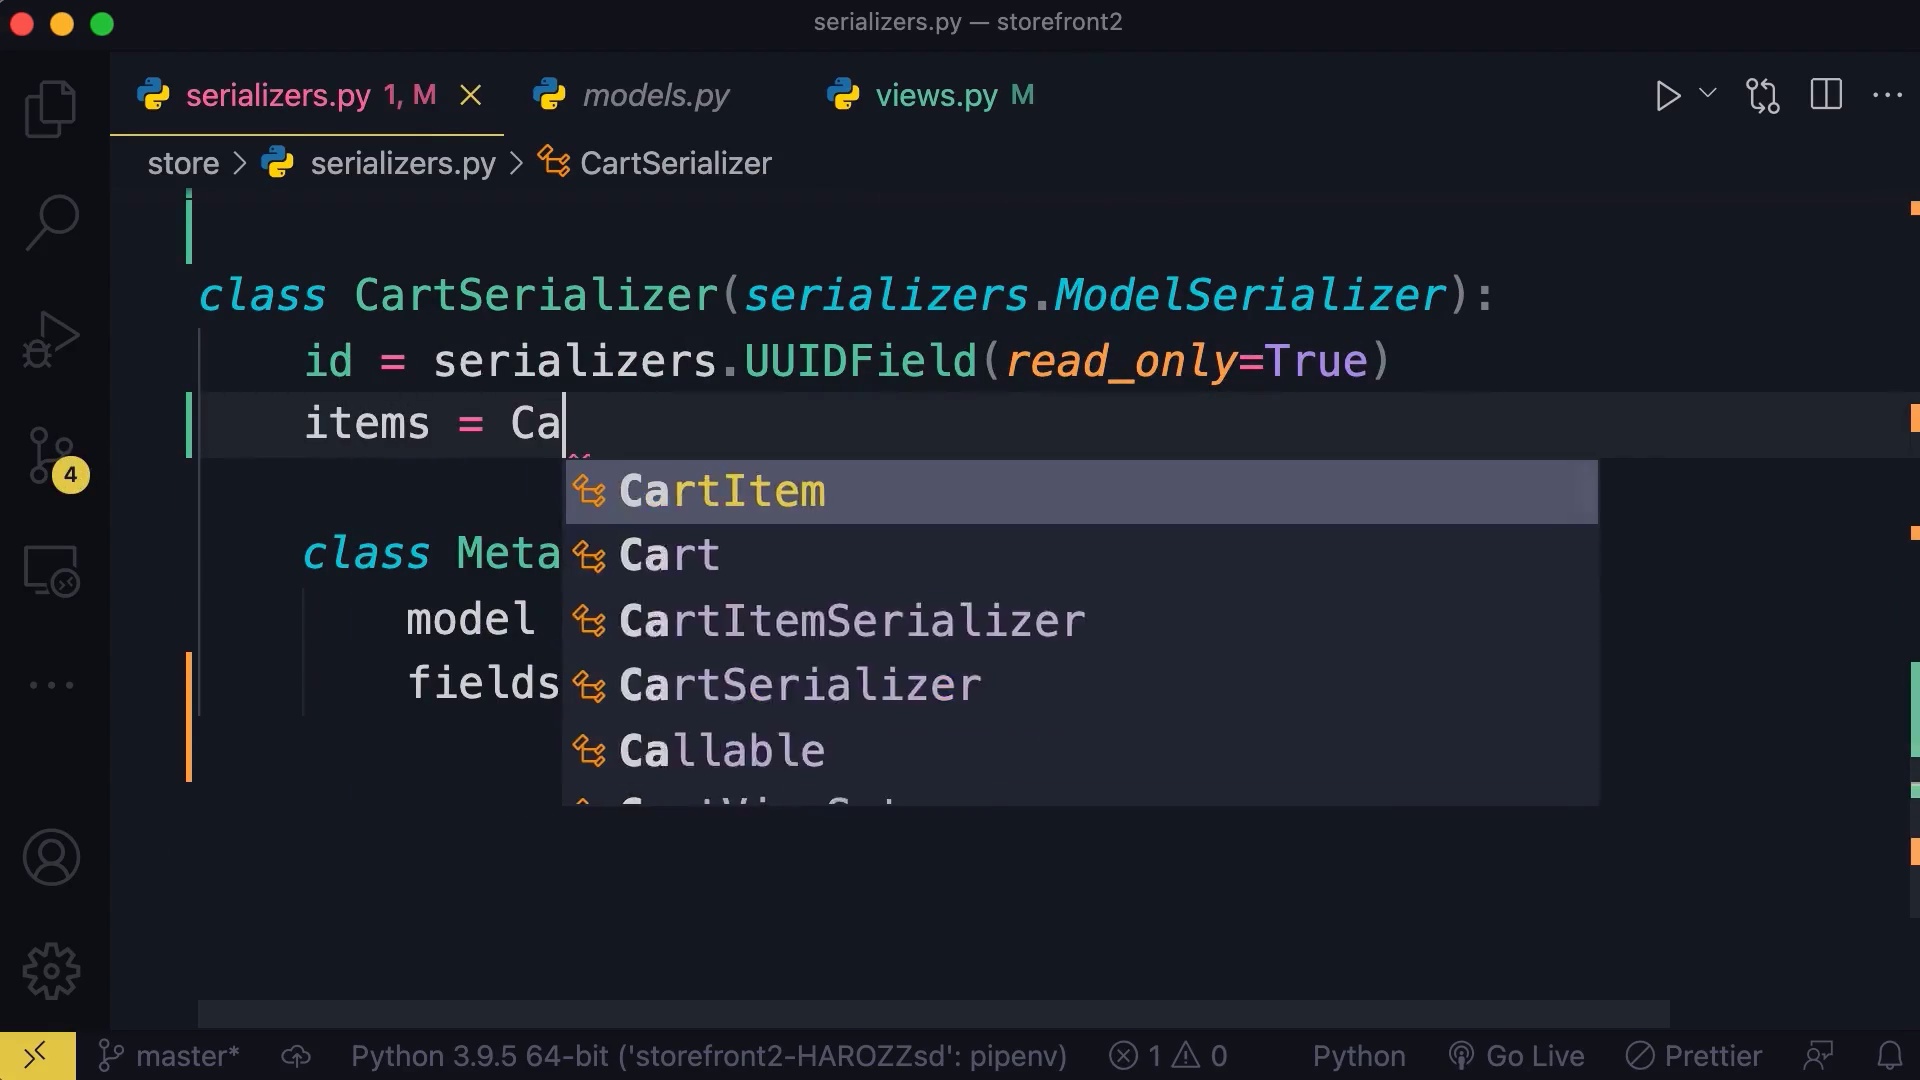 serializers.py — storefront2
serializers.py 1, M
models.py
views.py M
store > serializers.py > CartSerializer
class CartSerializer(serializers.ModelSerializer):
id = serializers.UUIDField(read_only=True)
items = Ca
CartItem
Cart
class Meta
CartItemSerializer
model
CartSerializer
fields
Callable
4
master*
Python 3.9.5 64-bit ('storefront2-HAROZZsd': pipenv)
1
0
Python
Go Live
Prettier